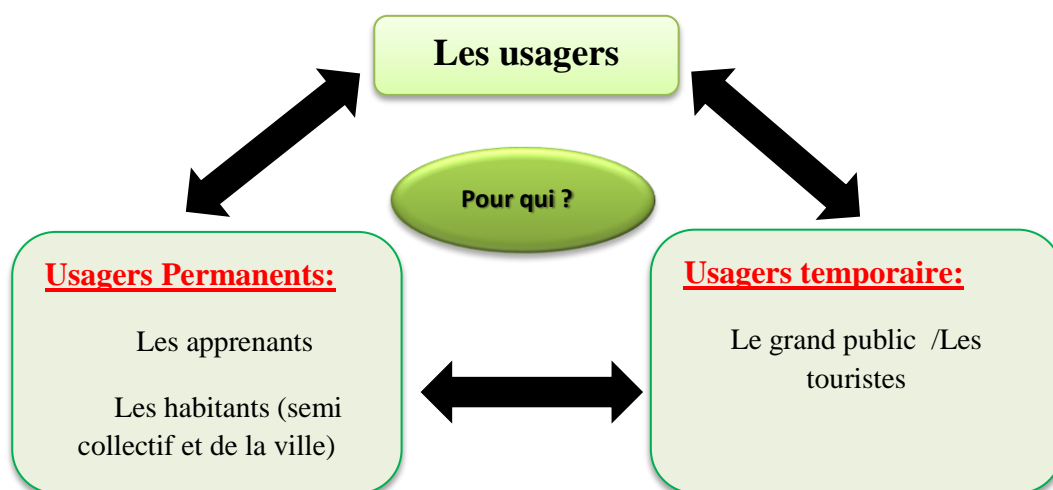 Les usagers
Pour qui ?
Usagers Permanents:
Les apprenants
Les habitants (semi
collectif et de la ville)
Usagers temporaire:
Le grand public /Les
touristes